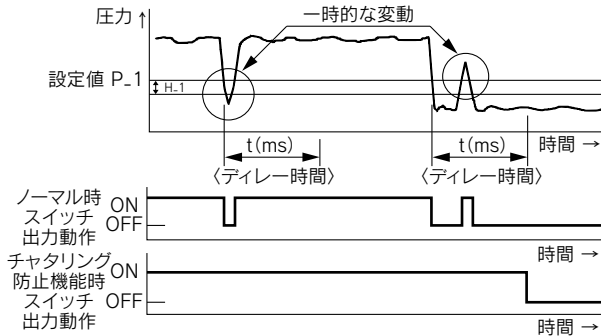 圧力 ↑
一時的な変動
設定値 P_1
H_1
時間 →
t(ms)
t(ms)
〈ディレー時間〉
〈ディレー時間〉
ノーマル時
スイッチ
出力動作
ON
OFF
時間 →
チャタリング
防止機能時
スイッチ
出力動作
ON
OFF
時間 →